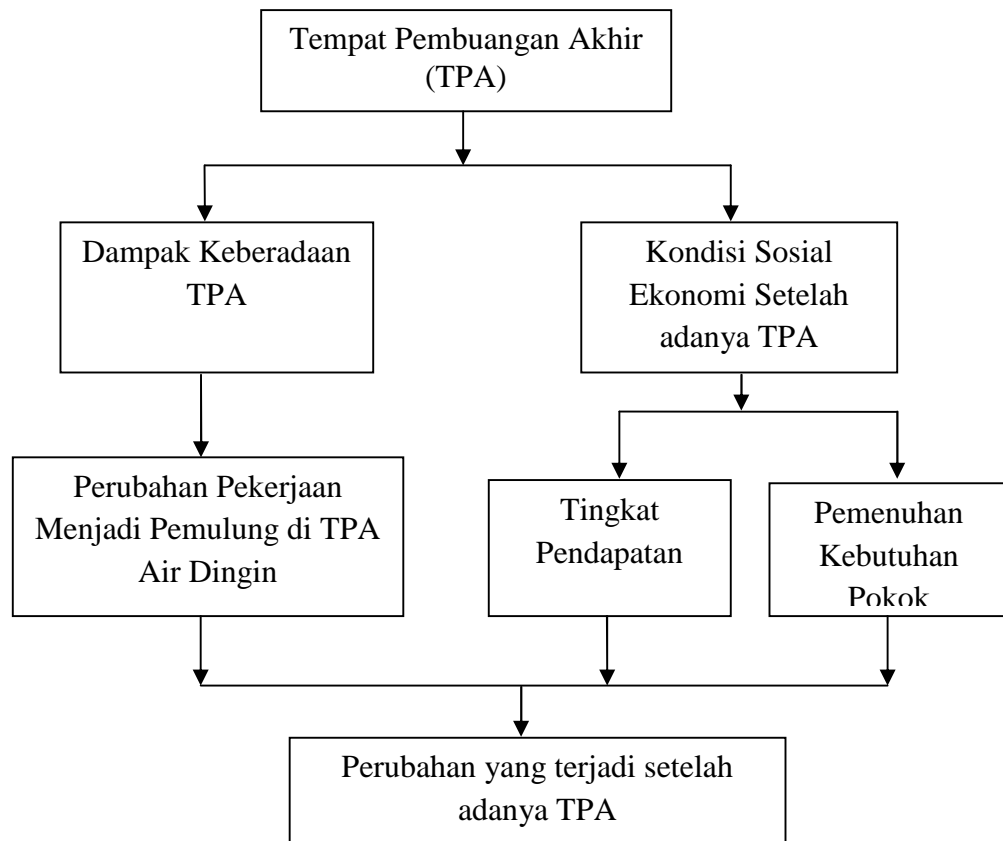 Tempat Pembuangan Akhir
(TPA)
Dampak Keberadaan
TPA
Kondisi Sosial
Ekonomi Setelah
adanya TPA
Perubahan Pekerjaan
Menjadi Pemulung di TPA
Air Dingin
Tingkat
Pendapatan
Pemenuhan
Kebutuhan
Pokok
Perubahan yang terjadi setelah
adanya TPA